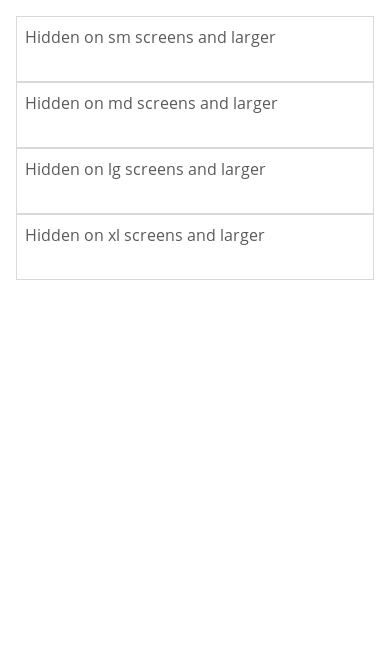 Hidden on sm screens and larger
Hidden on md screens and larger
Hidden on lg screens and larger
Hidden on xl screens and larger